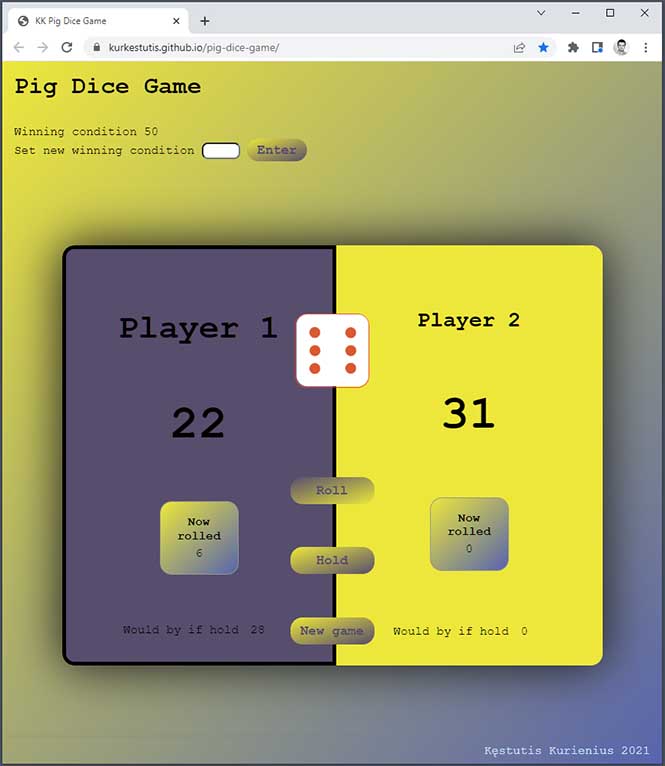 KK Pig Dice Game
kurkestutis.github.io/pig-dice-game/
Pig Dice Game
Winning condition 50
Set new winning condition Enter
Player 1
22
Now
rolled
6
Would by if hold 28
Roll
Hold
New game
Player 2
31
Now
rolled
0
Would by if hold 0
Kęstutis Kurienius 2021